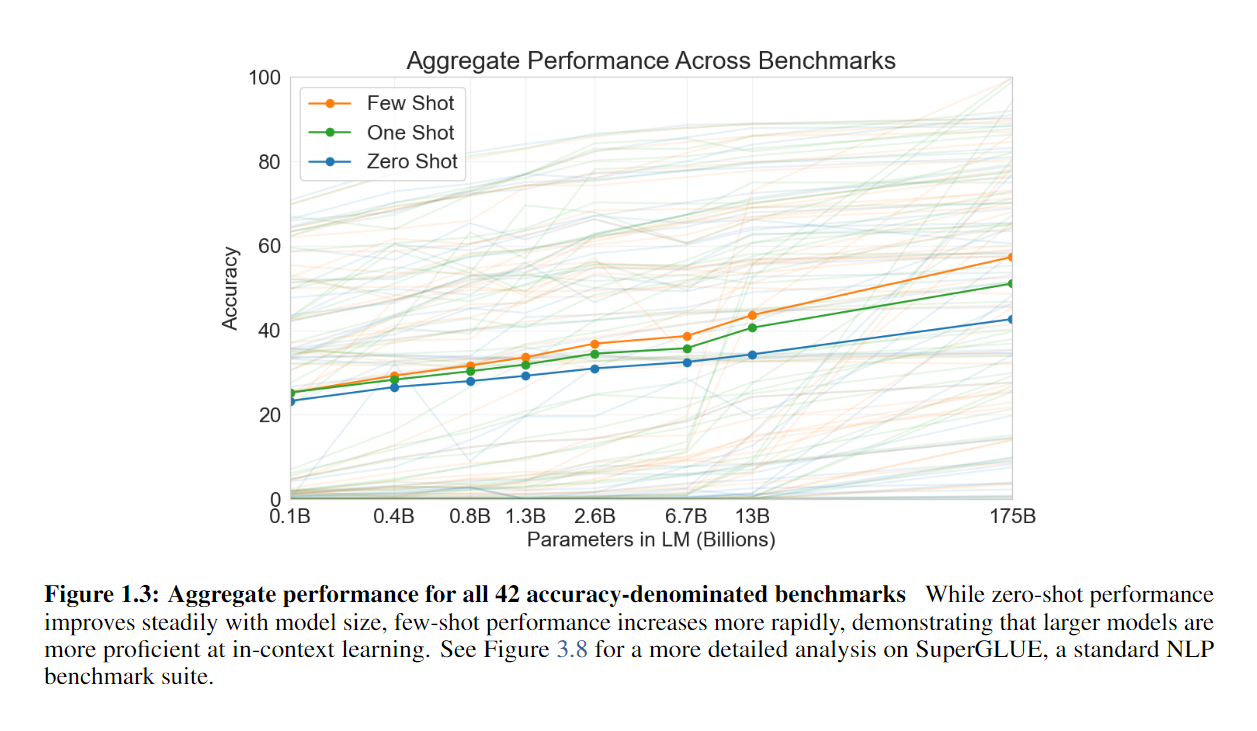 Aggregate Performance Across Benchmarks
100
80
60
40
20
0
Accuracy
Few Shot
One Shot
Zero Shot
0.1B 0.4B 0.8B 1.3B 2.6B 6.7B 13B 175B
Parameters in LM (Billions)
Figure 1.3: Aggregate performance for all 42 accuracy-denominated benchmarks While zero-shot performance
improves steadily with model size, few-shot performance increases more rapidly, demonstrating that larger models are
more proficient at in-context learning. See Figure 3.8 for a more detailed analysis on SuperGLUE, a standard NLP
benchmark suite.